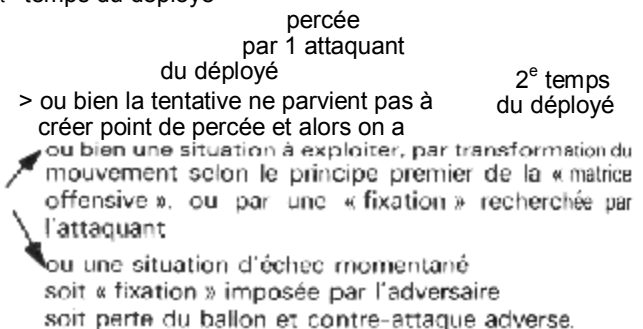 temps du déployé
percée
par 1 attaquant
du déployé
2e temps
du déployé
> ou bien la tentative ne parvient pas à
créer point de percée et alors on a
ou bien une situation à exploiter, par transformation du
mouvement selon le principe premier de la « matrice
offensive », ou par une « fixation » recherchée par
l'attaquant
ou une situation d'échec momentané
soit « fixation » imposée par l'adversaire
soit perte du ballon et contre-attaque adverse.